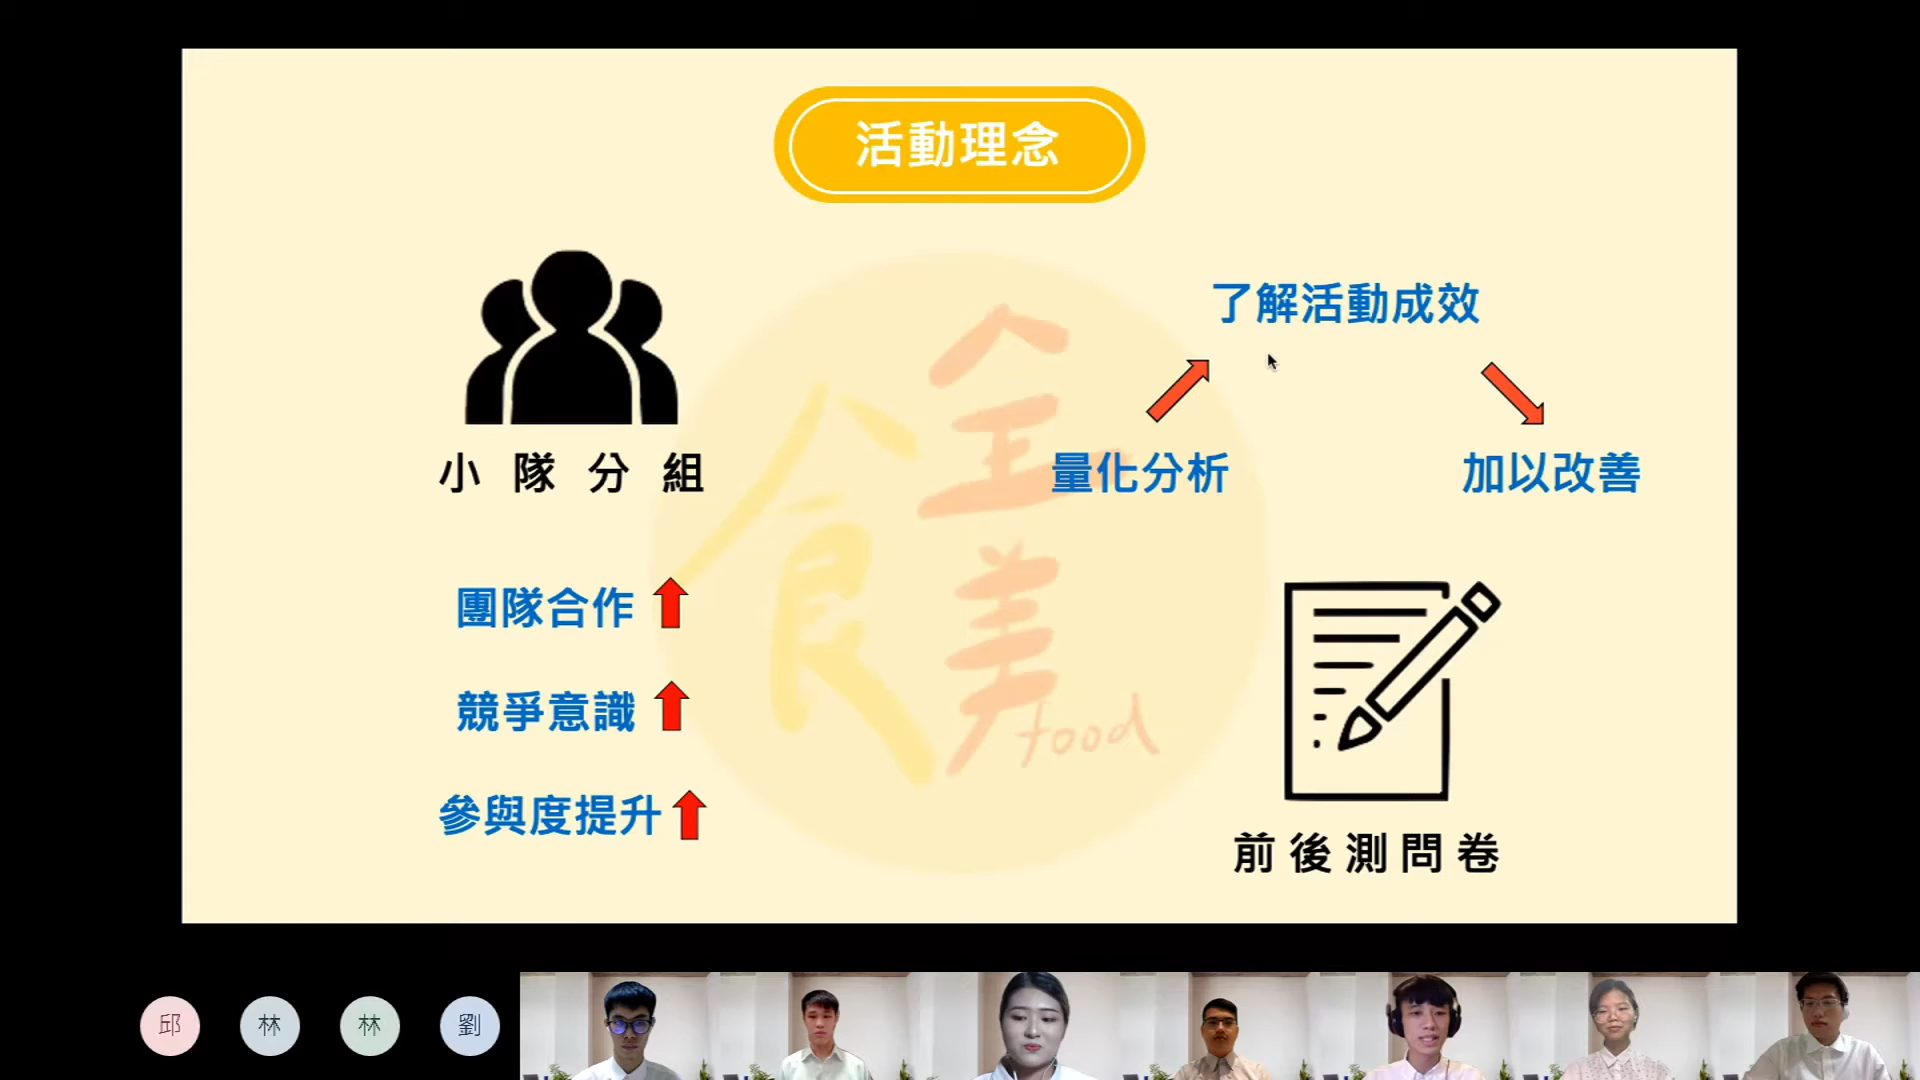 活動理念
小隊分組
團隊合作
競爭意識
參與度提升
了解活動成效
量化分析
加以改善
前後測問卷
食
全
美
food
邱
林
林
劉